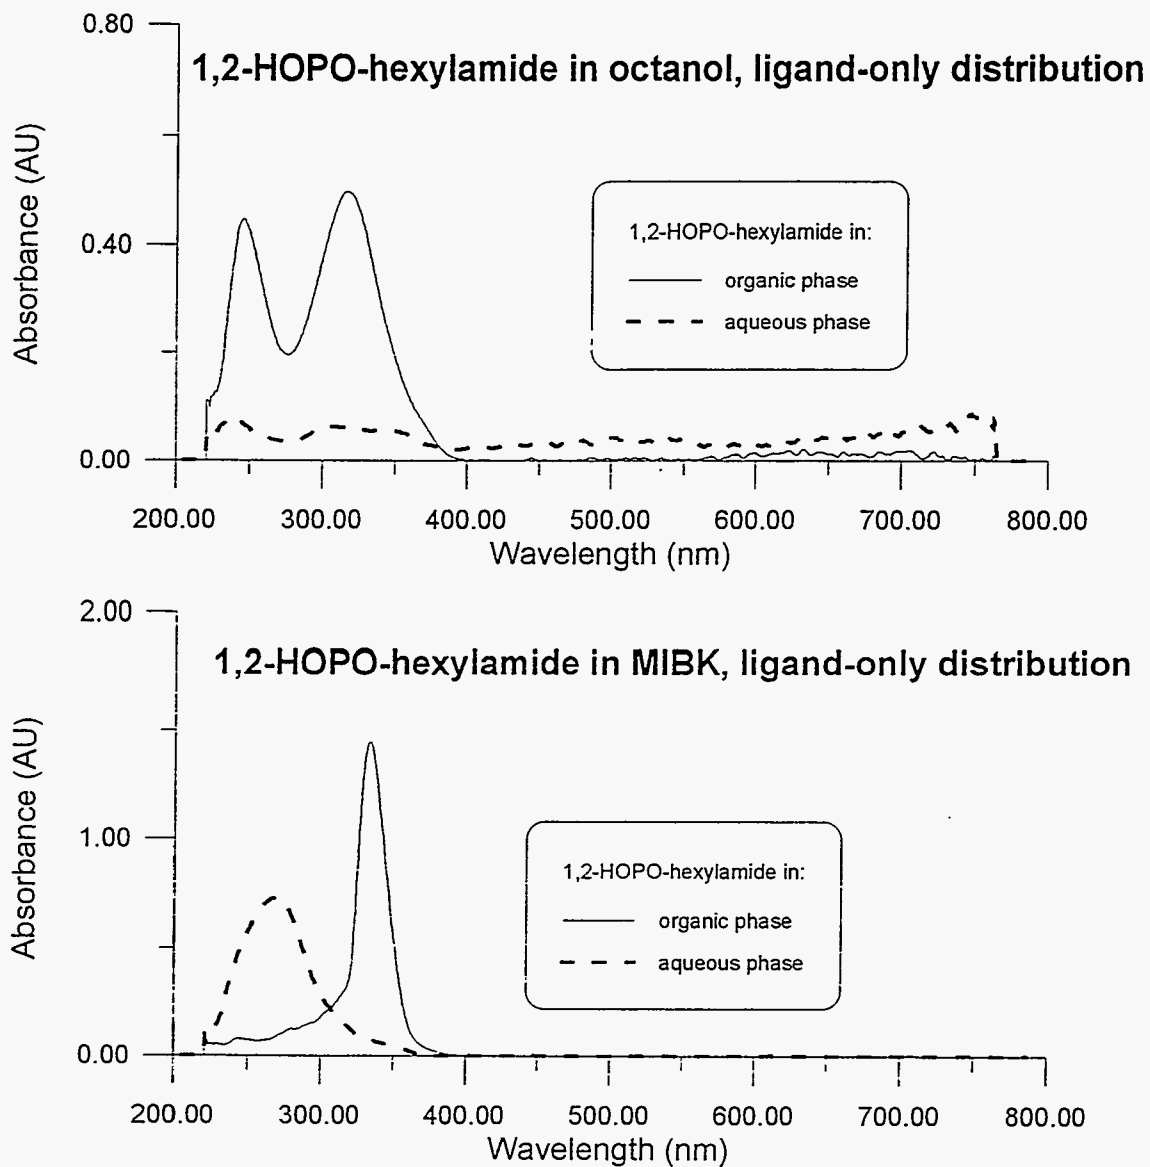 0.80
1,2-HOPO-hexylamide in octanol, ligand-only distribution
Absorbance (AU)
1,2-HOPO-hexylamide in:
0.40
organic phase
aqueous phase
0.00
200.00 300.00 400.00 500.00 600.00 700.00 800.00
Wavelength (nm)
2.00
1,2-HOPO-hexylamide in MIBK, ligand-only distribution
Absorbance (AU)
1.00
1,2-HOPO-hexylamide in:
organic phase
aqueous phase
0.00
200.00 300.00 400.00 500.00 600.00 700.00 800.00
Wavelength (nm)